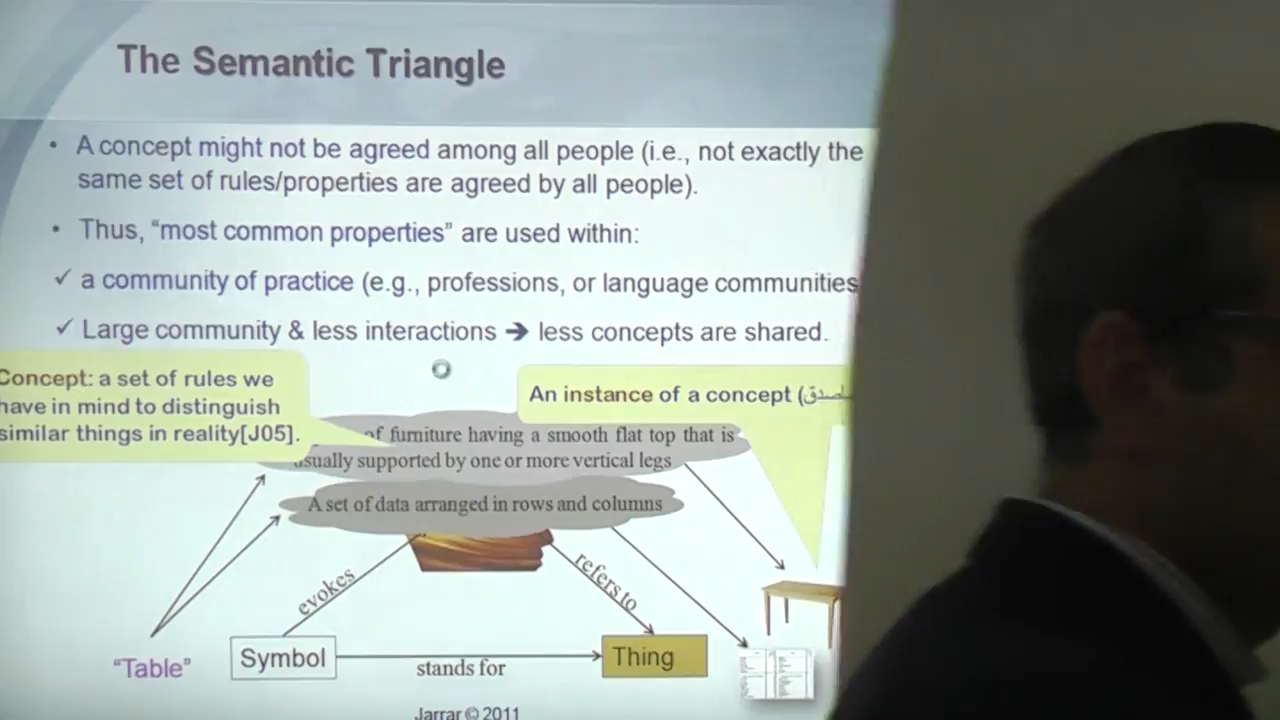 The Semantic Triangle
• A concept might not be agreed among all people (i.e., not exactly the
same set of rules/properties are agreed by all people).
• Thus, “most common properties” are used within:
✓ a community of practice (e.g., professions, or language communities
✓ Large community & less interactions ➔ less concepts are shared.
Concept: a set of rules we
have in mind to distinguish
similar things in reality[J05].
An instance of a concept (
of furniture having a smooth flat top that is
usually supported by one or more vertical legs
A set of data arranged in rows and columns
evokes
refers to
“Table”
Symbol
stands for
Thing
Jarrar © 2011